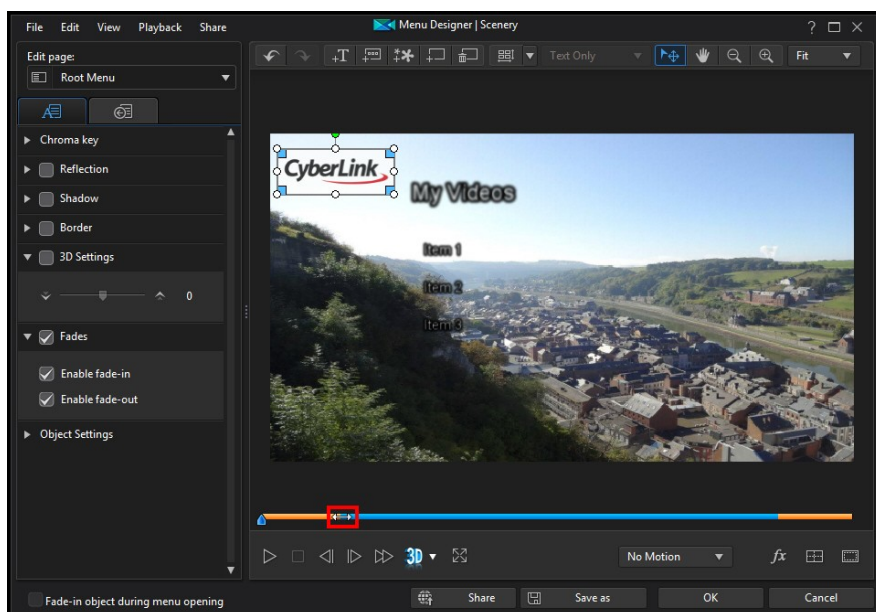 File Edit View Playback Share
Menu Designer | Scenery
Edit page:
Root Menu
Text Only
Fit
Chroma key
Reflection
Shadow
Border
3D Settings
0
Fades
Enable fade-in
Enable fade-out
Object Settings
CyberLink
My Videos
Item 1
Item 2
Item 3
3D
No Motion
fx
Fade-in object during menu opening
Share
Save as
OK
Cancel